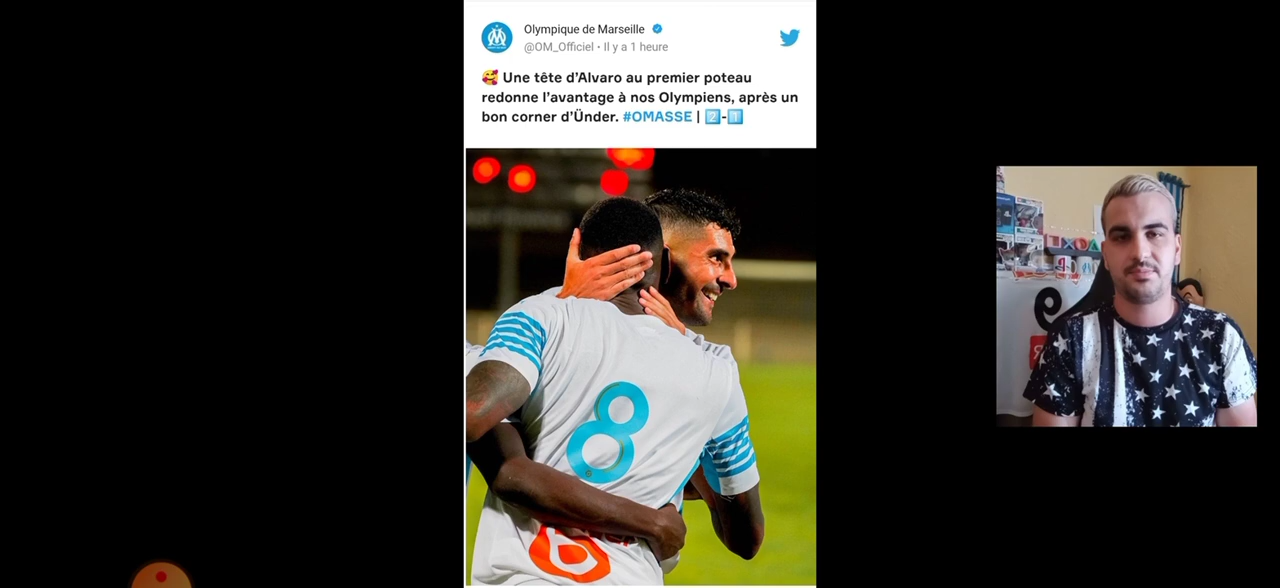 Olympique de Marseille
@OM_Officiel · Il y a 1 heure
🥰 Une tête d'Alvaro au premier poteau
redonne l'avantage à nos Olympiens, après un
bon corner d'Ünder. #OMASSE | 2️⃣-1️⃣
8